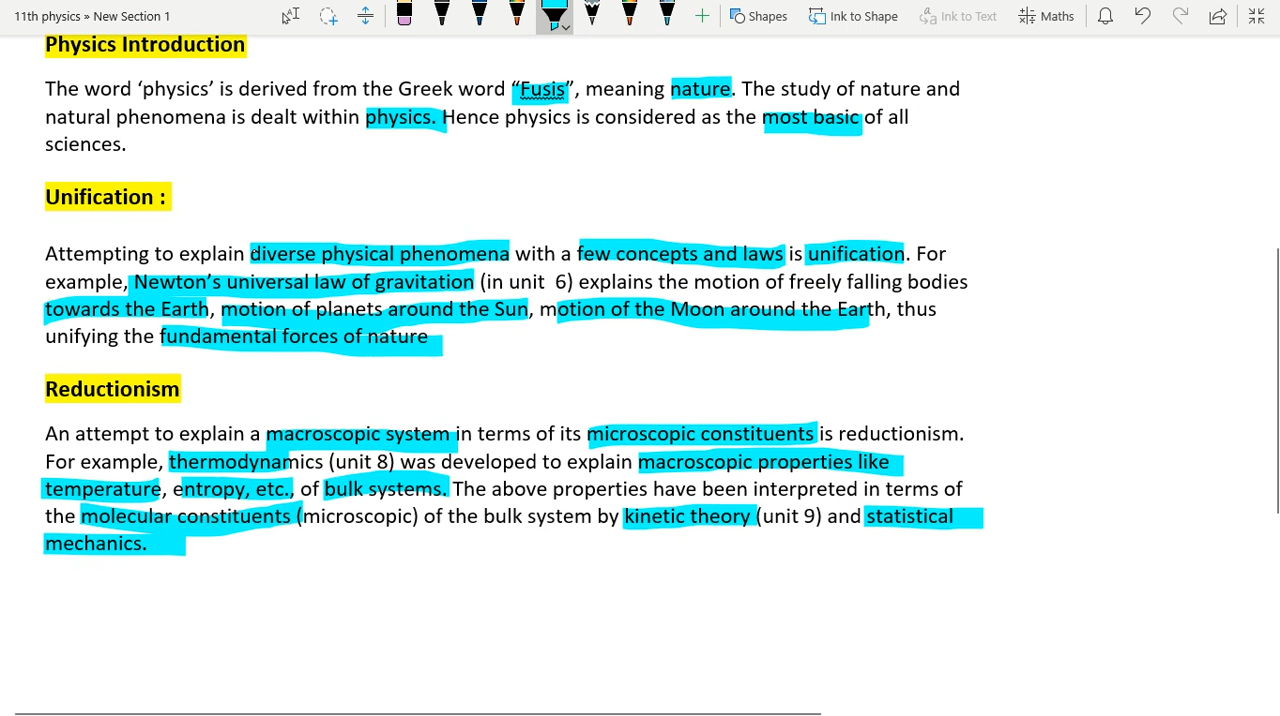 11th physics » New Section 1
Shapes
Ink to Shape
Ink to Text
Maths
Physics Introduction
The word ‘physics’ is derived from the Greek word “Fusis”, meaning nature. The study of nature and
natural phenomena is dealt within physics. Hence physics is considered as the most basic of all
sciences.
Unification :
Attempting to explain diverse physical phenomena with a few concepts and laws is unification. For
example, Newton’s universal law of gravitation (in unit  6) explains the motion of freely falling bodies
towards the Earth, motion of planets around the Sun, motion of the Moon around the Earth, thus
unifying the fundamental forces of nature
Reductionism
An attempt to explain a macroscopic system in terms of its microscopic constituents is reductionism.
For example, thermodynamics (unit 8) was developed to explain macroscopic properties like
temperature, entropy, etc., of bulk systems. The above properties have been interpreted in terms of
the molecular constituents (microscopic) of the bulk system by kinetic theory (unit 9) and statistical
mechanics.